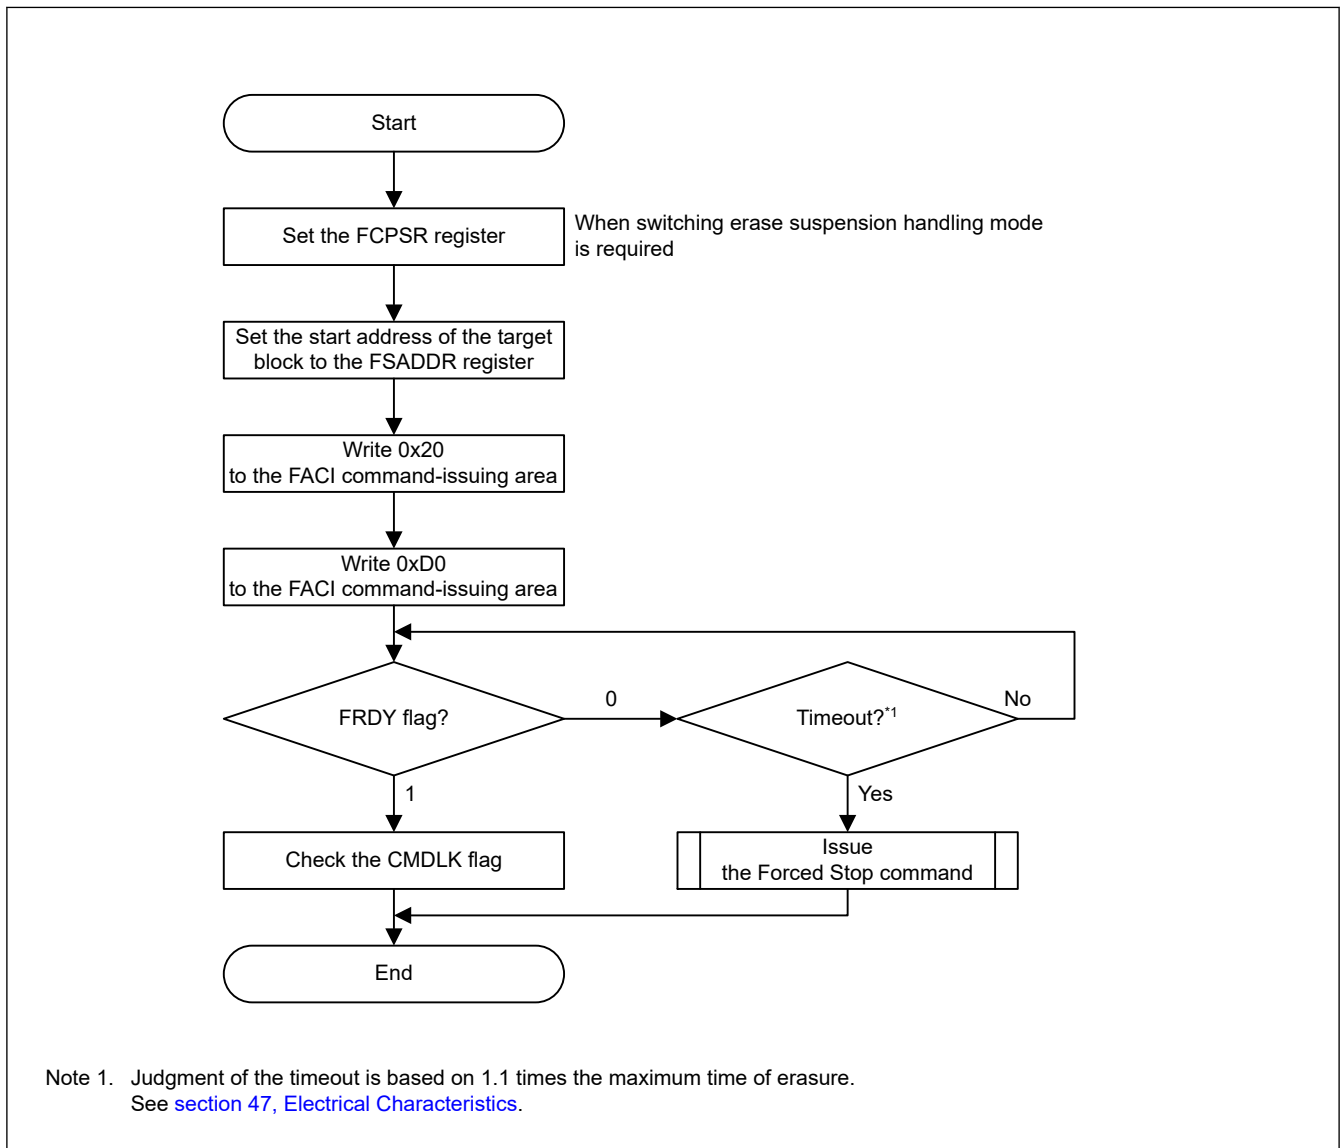 Start
Set the FCPSR register
When switching erase suspension handling mode
is required
Set the start address of the target
block to the FSADDR register
Write 0x20
to the FACI command-issuing area
Write 0xD0
to the FACI command-issuing area
FRDY flag?
0
Timeout?*1
No
1
Yes
Check the CMDLK flag
Issue
the Forced Stop command
End
Note 1. Judgment of the timeout is based on 1.1 times the maximum time of erasure.
See section 47, Electrical Characteristics.